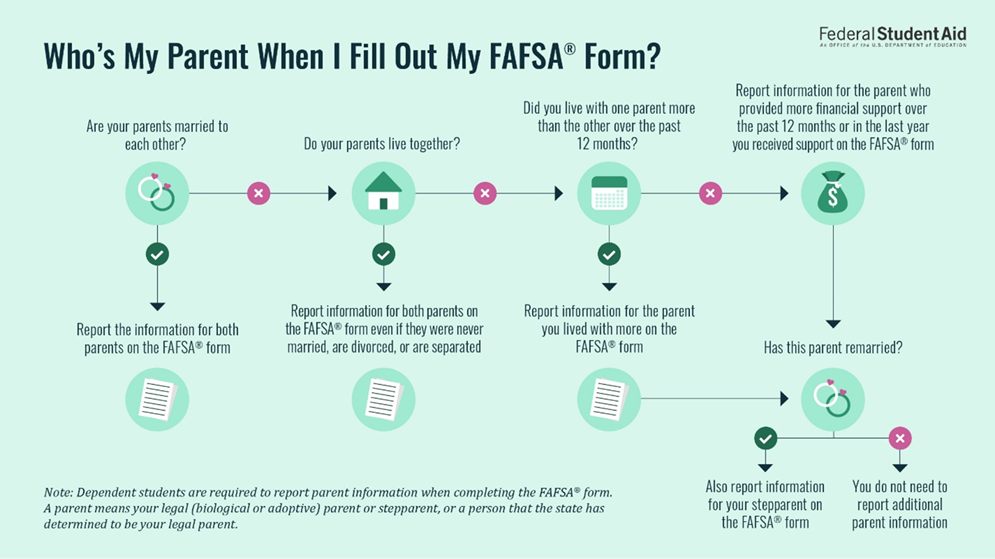 Federal Student Aid
An OFFICE of the U.S. DEPARTMENT of EDUCATION
Who's My Parent When I Fill Out My FAFSA® Form?
Are your parents married to
each other?
Do your parents live together?
Did you live with one parent more
than the other over the past
12 months?
Report information for the parent who
provided more financial support over
the past 12 months or in the last year
you received support on the FAFSA® form
$
Report the information for both
parents on the FAFSA® form
Report information for both parents on
the FAFSA® form even if they were never
married, are divorced, or are separated
Report information for the parent
you lived with more on the
FAFSA® form
Has this parent remarried?
Also report information
for your stepparent on
the FAFSA® form
You do not need to
report additional
parent information
Note: Dependent students are required to report parent information when completing the FAFSA® form.
A parent means your legal (biological or adoptive) parent or stepparent, or a person that the state has
determined to be your legal parent.